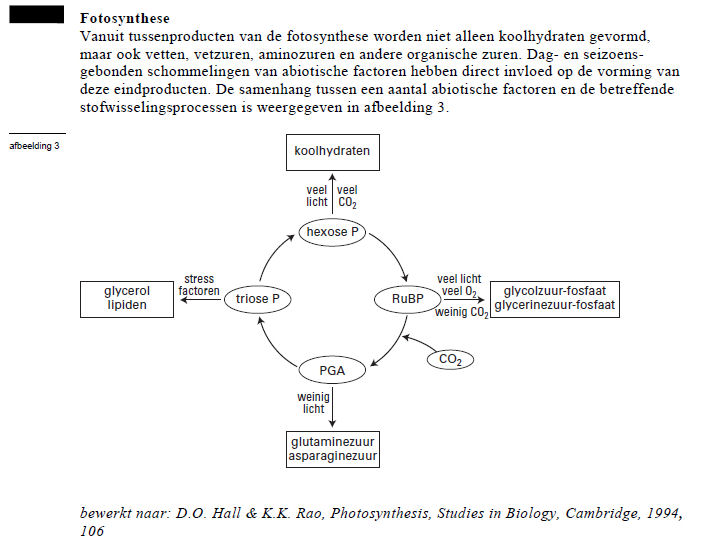 Fotosynthese
Vanuit tussenproducten van de fotosynthese worden niet alleen koolhydraten gevormd,
maar ook vetten, vetzuren, aminozuren en andere organische zuren. Dag- en seizoens-
gebonden schommelingen van abiotische factoren hebben direct invloed op de vorming van
deze eindproducten. De samenhang tussen een aantal abiotische factoren en de betreffende
stofwisselingsprocessen is weergegeven in afbeelding 3.
afbeelding 3
koolhydraten
veel licht
veel CO₂
hexose P
stress
factoren
glycerol
lipiden
triose P
RuBP
veel licht
veel O₂
weinig CO₂
glycolzuur-fosfaat
glycerinezuur-fosfaat
CO₂
PGA
weinig
licht
glutaminezuur
asparaginezuur
bewerkt naar: D.O. Hall & K.K. Rao, Photosynthesis, Studies in Biology, Cambridge, 1994,
106